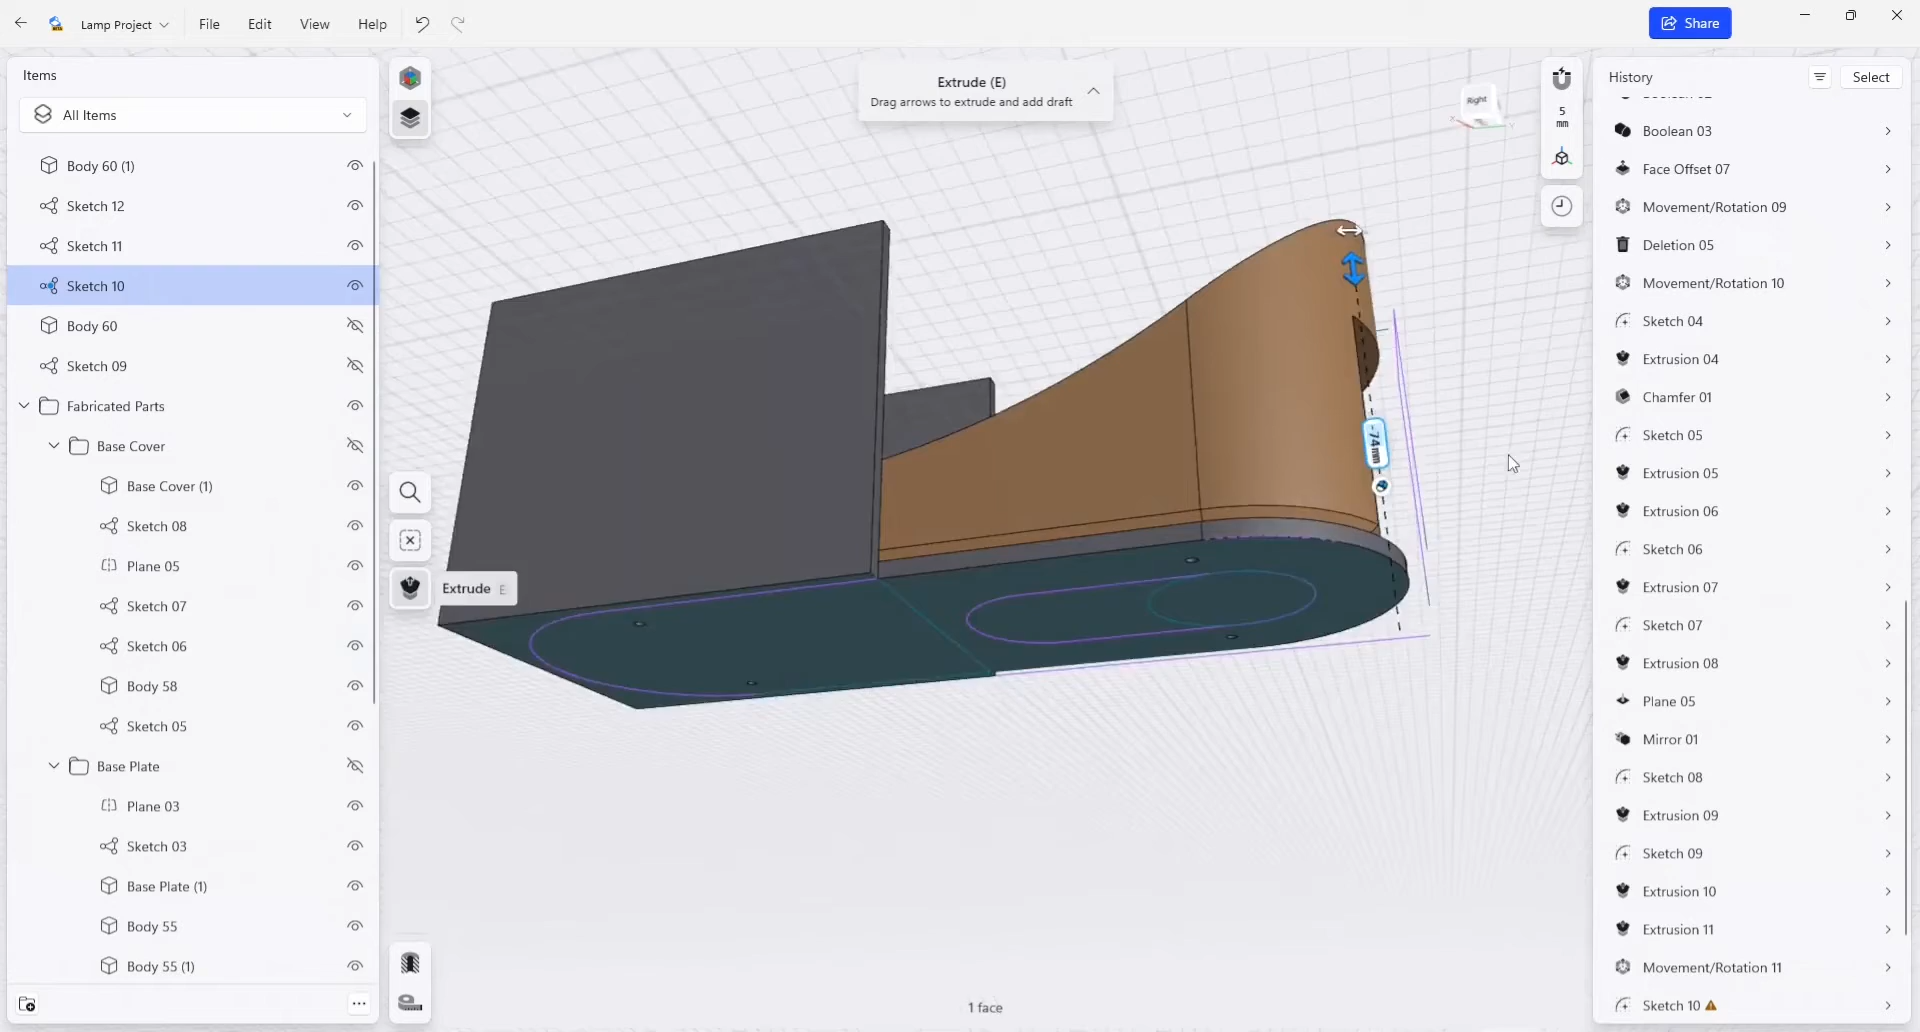 Lamp Project
File
Edit
View
Help
Share
Items
All Items
Body 60 (1)
Sketch 12
Sketch 11
Sketch 10
Body 60
Sketch 09
Fabricated Parts
Base Cover
Base Cover (1)
Sketch 08
Plane 05
Sketch 07
Sketch 06
Body 58
Sketch 05
Base Plate
Plane 03
Sketch 03
Base Plate (1)
Body 55
Body 55 (1)
Extrude (E)
Drag arrows to extrude and add draft
Right
5
mm
-74mm
Extrude E
1 face
History
Select
Boolean 03
Face Offset 07
Movement/Rotation 09
Deletion 05
Movement/Rotation 10
Sketch 04
Extrusion 04
Chamfer 01
Sketch 05
Extrusion 05
Extrusion 06
Sketch 06
Extrusion 07
Sketch 07
Extrusion 08
Plane 05
Mirror 01
Sketch 08
Extrusion 09
Sketch 09
Extrusion 10
Extrusion 11
Movement/Rotation 11
Sketch 10